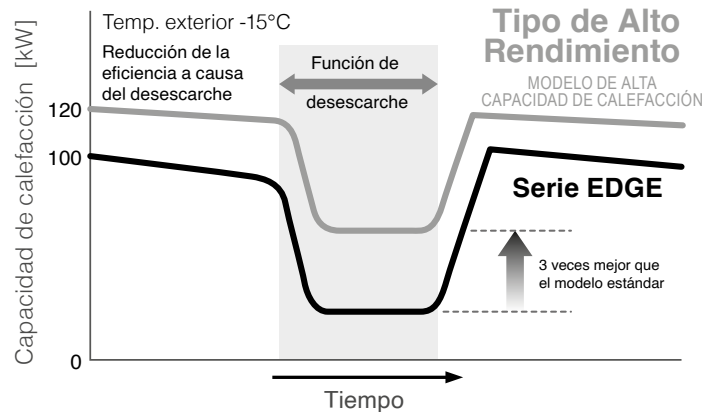 Capacidad de calefacción [kW]
Temp. exterior -15°C
Reducción de la
eficiencia a causa
del desescarche
Función de
desescarche
Tipo de Alto
Rendimiento
MODELO DE ALTA
CAPACIDAD DE CALEFACCIÓN
120
100
Serie EDGE
3 veces mejor que
el modelo estándar
0
Tiempo